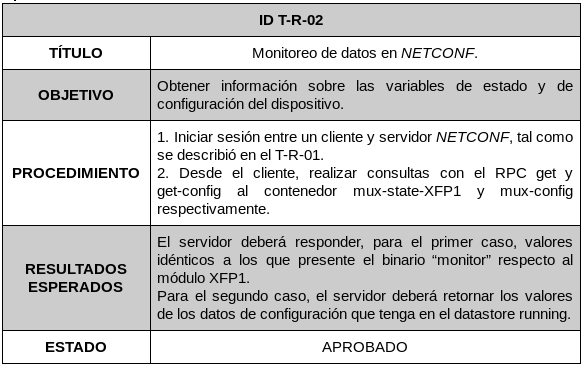 ID T-R-02
TÍTULO
Monitoreo de datos en NETCONF.
OBJETIVO
Obtener información sobre las variables de estado y de
configuración del dispositivo.
PROCEDIMIENTO
1. Iniciar sesión entre un cliente y servidor NETCONF, tal como
se describió en el T-R-01.
2. Desde el cliente, realizar consultas con el RPC get y
get-config al contenedor mux-state-XFP1 y mux-config
respectivamente.
RESULTADOS
ESPERADOS
El servidor deberá responder, para el primer caso, valores
idénticos a los que presente el binario “monitor” respecto al
módulo XFP1.
Para el segundo caso, el servidor deberá retornar los valores
de los datos de configuración que tenga en el datastore running.
ESTADO
APROBADO